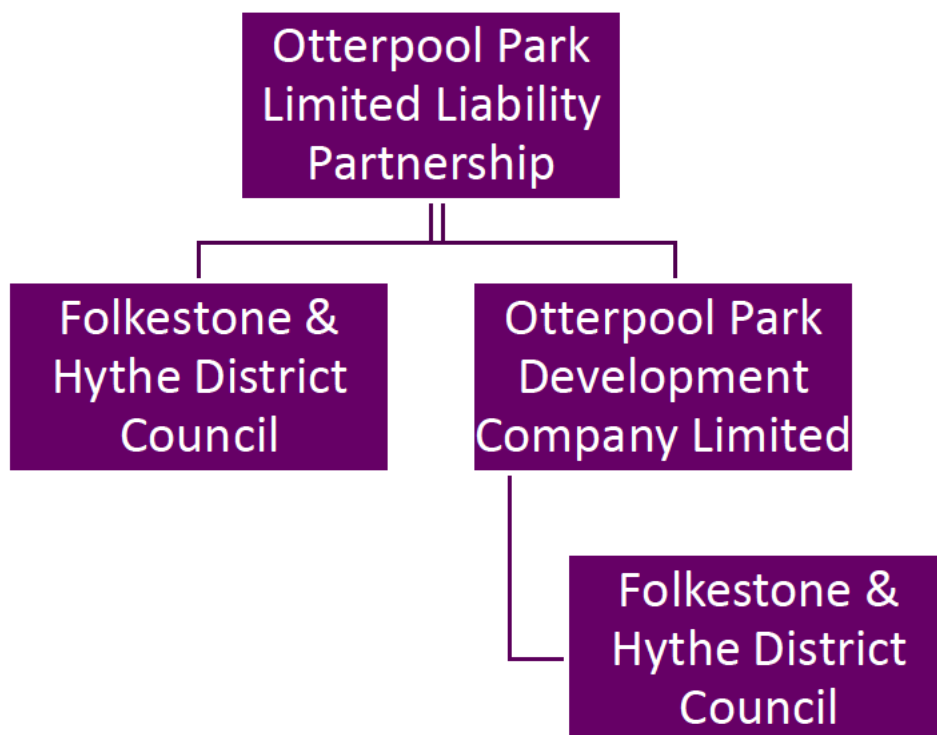 Otterpool Park
Limited Liability
Partnership
Folkestone &
Hythe District
Council
Otterpool Park
Development
Company Limited
Folkestone &
Hythe District
Council